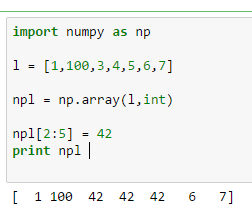 import numpy as np
l = [1,100,3,4,5,6,7]
npl = np.array(l,int)
npl[2:5] = 42
print npl
[  1 100  42  42  42   6   7]